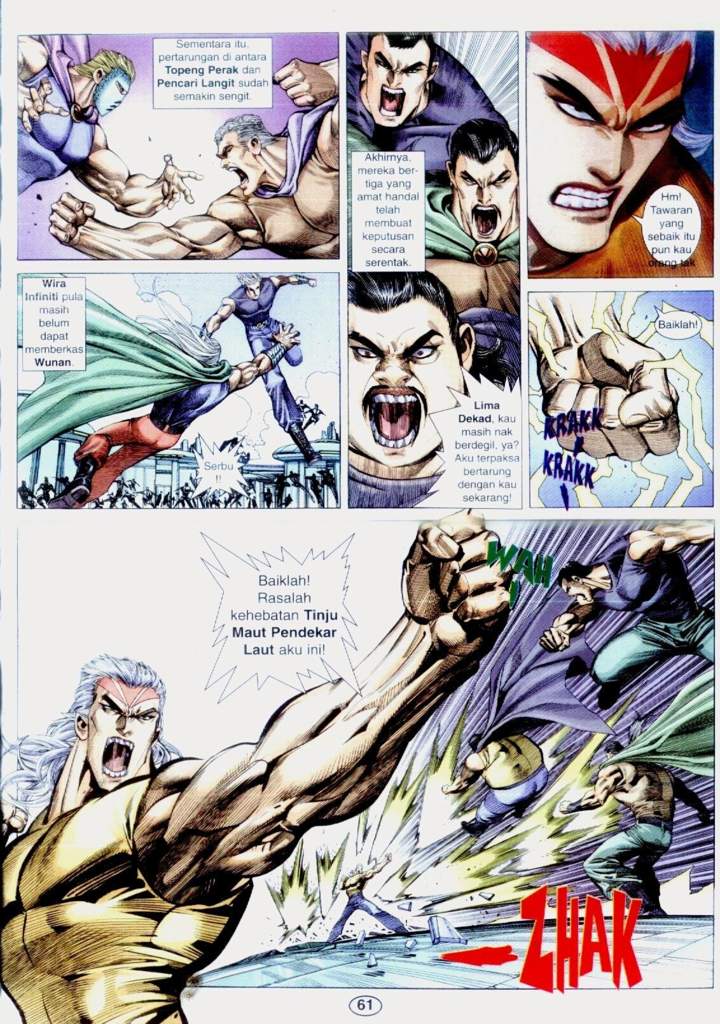 Sementara itu,
pertarungan di antara
Topeng Perak dan
Pencari Langit sudah
semakin sengit.
Akhirnya,
mereka ber-
tiga yang
amat handal
telah
membuat
keputusan
secara
serentak.
Hm!
Tawaran
yang
sebaik itu
pun kau
orang tak
Wira
Infiniti pula
masih
belum
dapat
memberkas
Wunan.
Serbu
!!
Lima
Dekad, kau
masih nak
berdegil, ya?
Aku terpaksa
bertarung
dengan kau
sekarang!
Baiklah!
KRAKK
KRAKK
Baiklah!
Rasalah
kehebatan Tinju
Maut Pendekar
Laut aku ini!
WAH
!
ZHAK
61